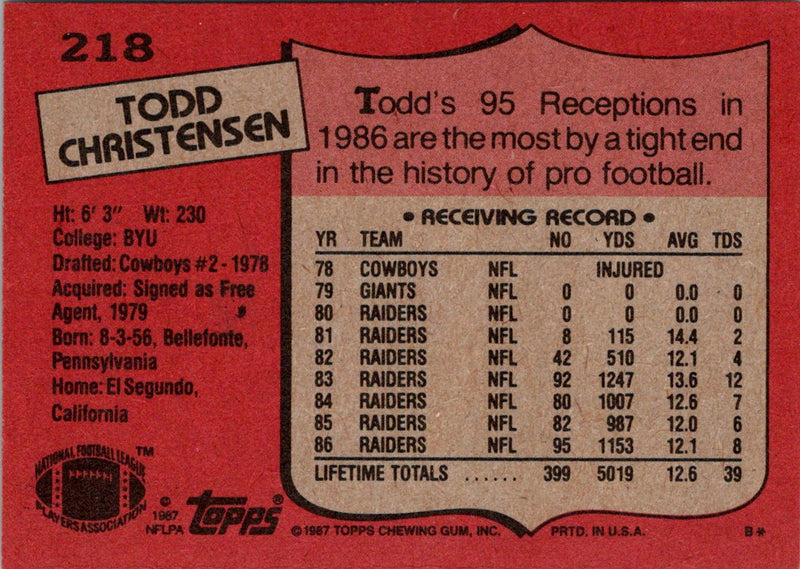 218
TODD
CHRISTENSEN
Ht: 6' 3" Wt: 230
College: BYU
Drafted: Cowboys #2 - 1978
Acquired: Signed as Free
Agent, 1979 *
Born: 8-3-56, Bellefonte,
Pennsylvania
Home: El Segundo,
California
NATIONAL FOOTBALL LEAGUE
PLAYERS ASSOCIATION
TM
© 1987
NFLPA
topps®
Todd's 95 Receptions in
1986 are the most by a tight end
in the history of pro football.
• RECEIVING RECORD •
YR TEAM NO YDS AVG TDS
78 COWBOYS NFL INJURED
79 GIANTS NFL 0 0 0.0 0
80 RAIDERS NFL 0 0 0.0 0
81 RAIDERS NFL 8 115 14.4 2
82 RAIDERS NFL 42 510 12.1 4
83 RAIDERS NFL 92 1247 13.6 12
84 RAIDERS NFL 80 1007 12.6 7
85 RAIDERS NFL 82 987 12.0 6
86 RAIDERS NFL 95 1153 12.1 8
LIFETIME TOTALS ...... 399 5019 12.6 39
© 1987 TOPPS CHEWING GUM, INC. PRTD. IN U.S.A. B*